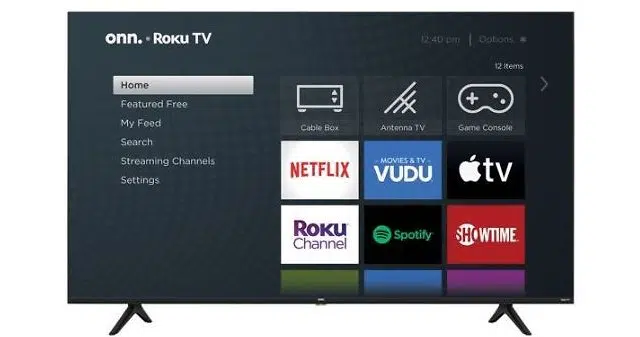 onn. • Roku TV
12:40 pm | Options ✱
12 Items
Home
Featured Free
My Feed
Search
Streaming Channels
Settings
Cable Box
Antenna TV
Game Console
NETFLIX
MOVIES & TV
VUDU
tv
Roku
Channel
Spotify
SHOWTIME
onn.